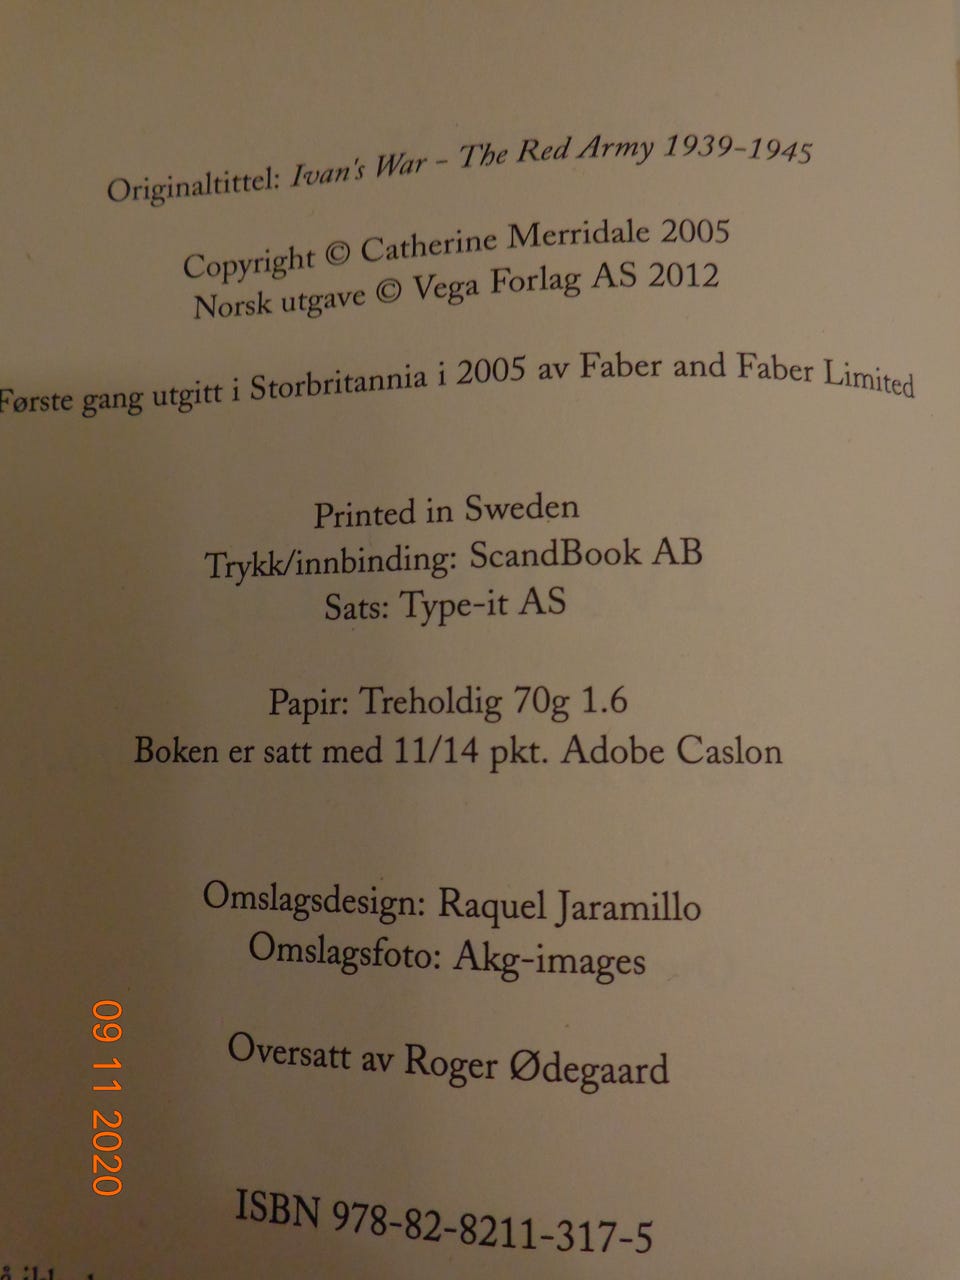 Originaltittel: Ivan's War – The Red Army 1939–1945
Copyright © Catherine Merridale 2005
Norsk utgave © Vega Forlag AS 2012
Første gang utgitt i Storbritannia i 2005 av Faber and Faber Limited
Printed in Sweden
Trykk/innbinding: ScandBook AB
Sats: Type-it AS
Papir: Treholdig 70g 1.6
Boken er satt med 11/14 pkt. Adobe Caslon
Omslagsdesign: Raquel Jaramillo
Omslagsfoto: Akg-images
Oversatt av Roger Ødegaard
ISBN 978-82-8211-317-5
09 11 2020